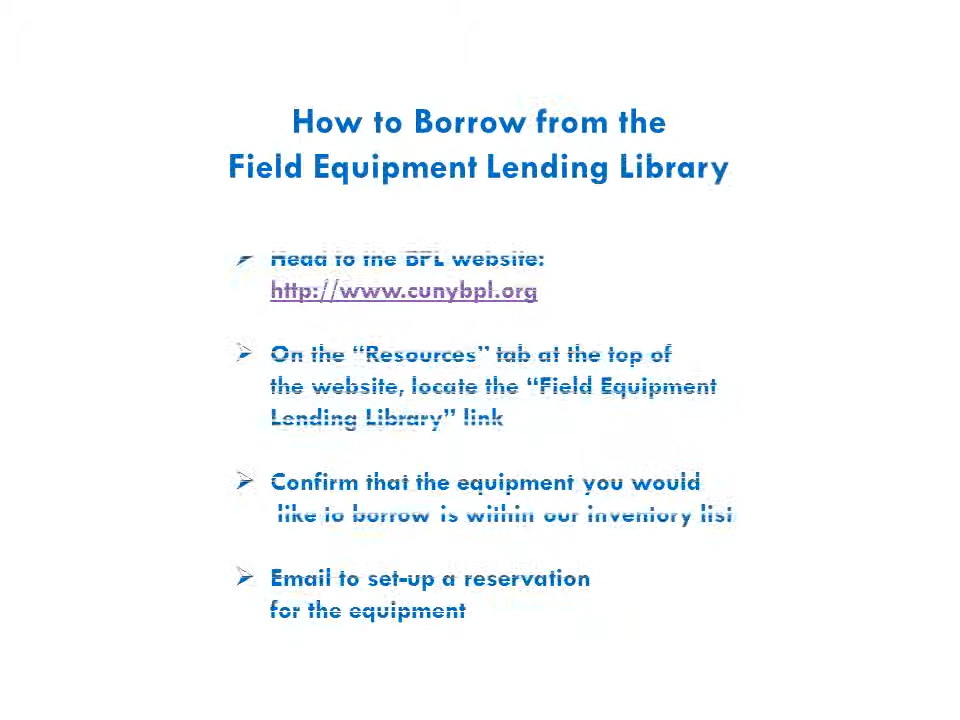 How to Borrow from the
Field Equipment Lending Library
➢ Head to the BPL website:
http://www.cunybpl.org
➢ On the “Resources” tab at the top of
the website, locate the “Field Equipment
Lending Library” link
➢ Confirm that the equipment you would
like to borrow is within our inventory list
➢ Email to set-up a reservation
for the equipment